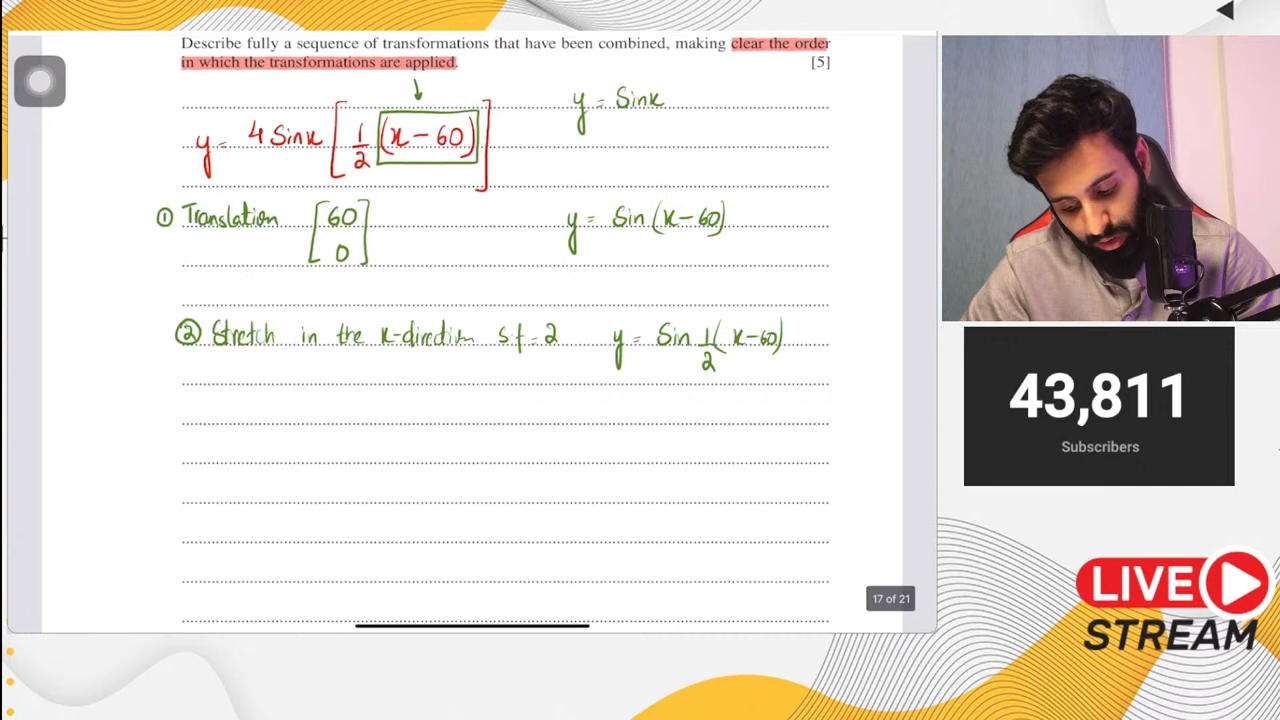 Describe fully a sequence of transformations that have been combined, making clear the order
in which the transformations are applied. [5]
y = Sinx
y = 4 Sinx [ 1/2 (x - 60) ]
① Translation [60 0] y = Sin (x - 60)
② Stretch in the x-direction s.f = 2 y = Sin 1/2 (x - 60)
17 of 21
43,811
Subscribers
LIVE
STREAM